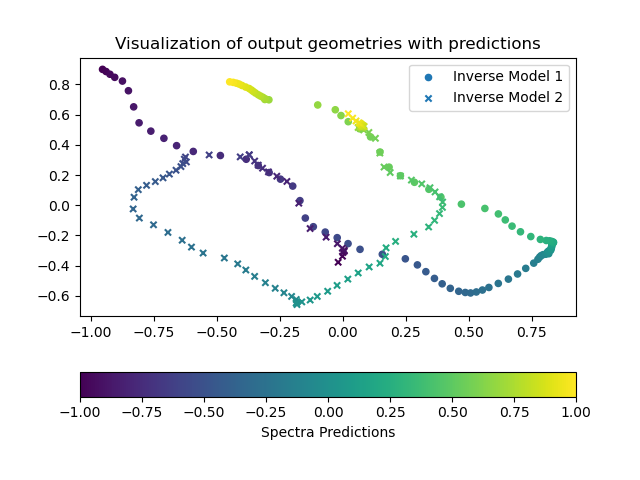 Visualization of output geometries with predictions
Inverse Model 1
Inverse Model 2
0.8
0.6
0.4
0.2
0.0
−0.2
−0.4
−0.6
−1.00 −0.75 −0.50 −0.25 0.00 0.25 0.50 0.75
−1.00 −0.75 −0.50 −0.25 0.00 0.25 0.50 0.75 1.00
Spectra Predictions